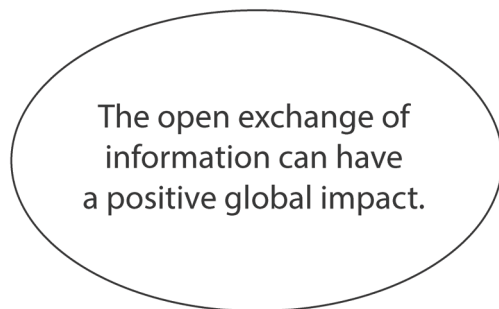 The open exchange of
information can have
a positive global impact.